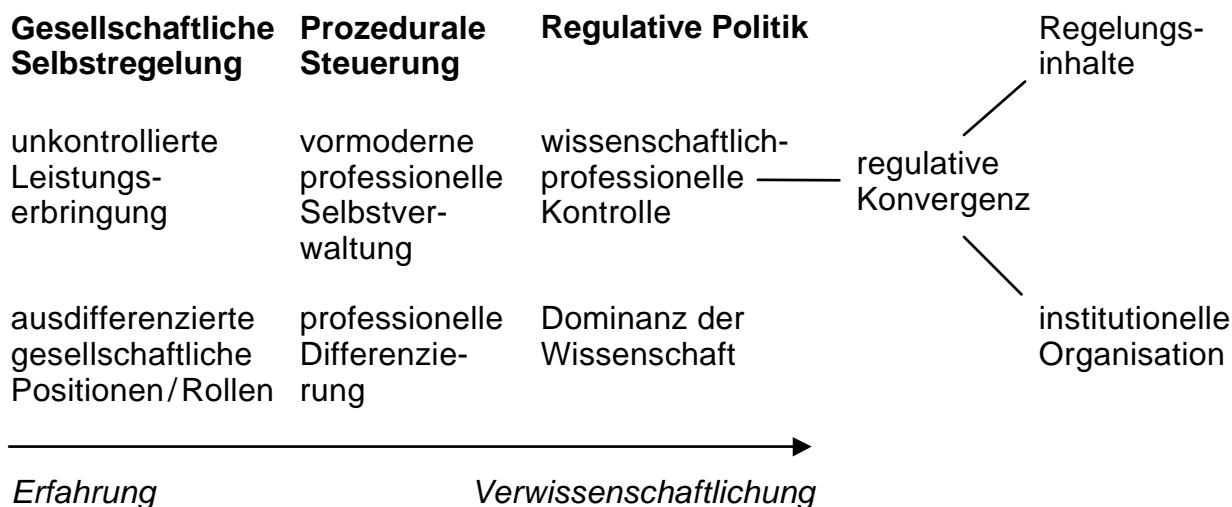 Gesellschaftliche
Selbstregelung
Prozedurale
Steuerung
Regulative Politik
Regelungs-
inhalte
unkontrollierte
Leistungs-
erbringung
vormoderne
professionelle
Selbstver-
waltung
wissenschaftlich-
professionelle
Kontrolle
regulative
Konvergenz
ausdifferenzierte
gesellschaftliche
Positionen/Rollen
professionelle
Differenzie-
rung
Dominanz der
Wissenschaft
institutionelle
Organisation
Erfahrung
Verwissenschaftlichung